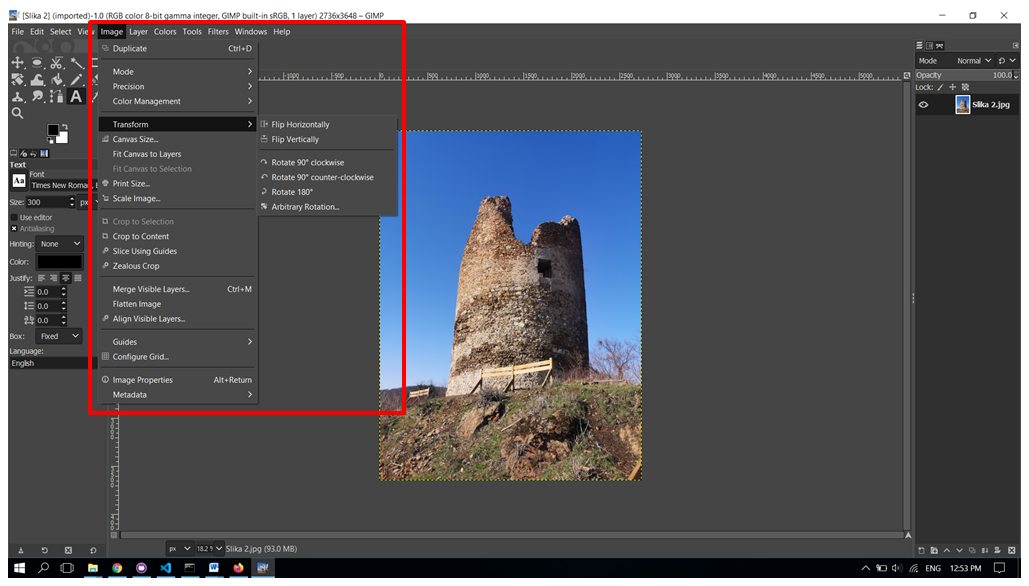 [Slika 2] (imported)-1.0 (RGB color 8-bit gamma integer, GIMP built-in sRGB, 1 layer) 2736x3648 – GIMP
File Edit Select View Image Layer Colors Tools Filters Windows Help
Duplicate Ctrl+D
Mode
Precision
Color Management
Transform
Canvas Size...
Fit Canvas to Layers
Fit Canvas to Selection
Print Size...
Scale Image...
Crop to Selection
Crop to Content
Slice Using Guides
Zealous Crop
Merge Visible Layers... Ctrl+M
Flatten Image
Align Visible Layers...
Guides
Configure Grid...
Image Properties Alt+Return
Metadata
Flip Horizontally
Flip Vertically
Rotate 90° clockwise
Rotate 90° counter-clockwise
Rotate 180°
Arbitrary Rotation...
Text
Font
Aa Times New Roman,
Size: 300 px
Use editor
Antialiasing
Hinting: None
Color:
Justify:
0.0
0.0
0.0
Box: Fixed
Language:
English
-1000 -500 0 500 1000 1500 2000 2500 3000 3500 4000 4500 5000
Mode Normal
Opacity 100.0
Lock:
Slika 2.jpg
px 18.2 Slika 2.jpg (93.0 MB)
ENG 12:53 PM